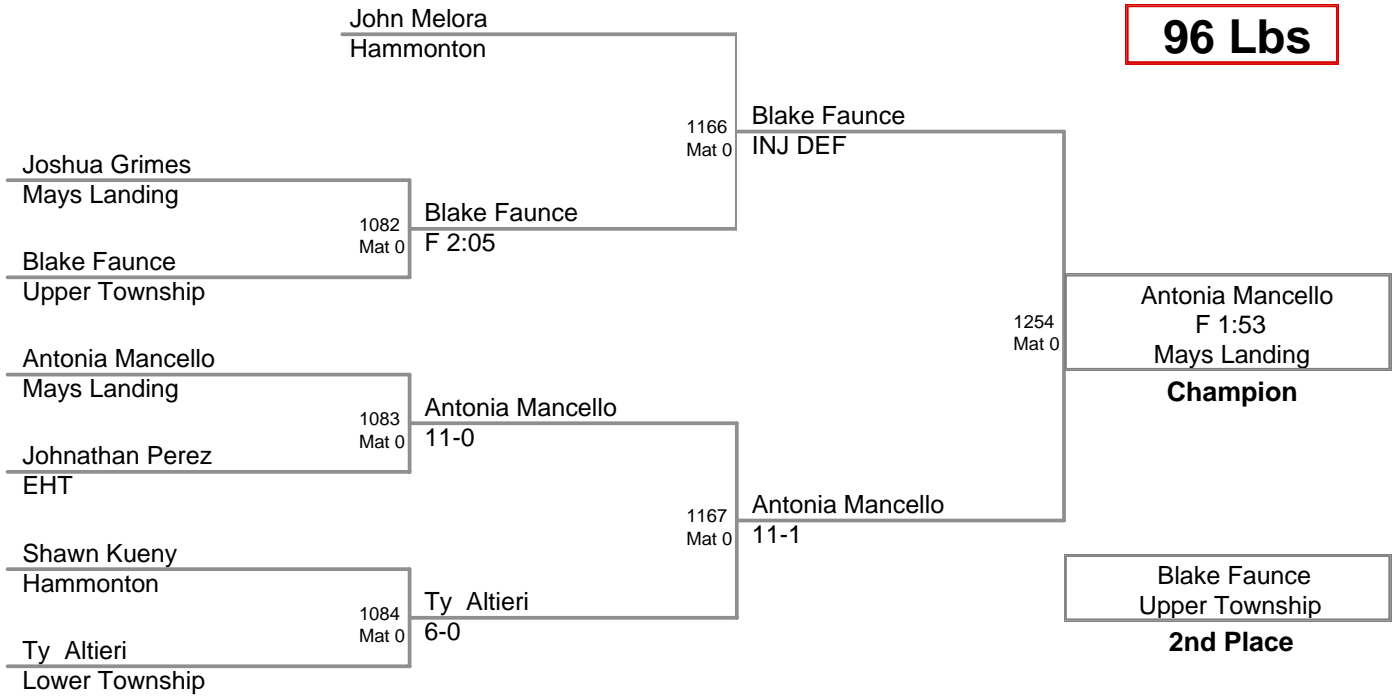 John Melora
Hammonton
96 Lbs
1166
Mat 0
Blake Faunce
INJ DEF
Joshua Grimes
Mays Landing
1082
Mat 0
Blake Faunce
F 2:05
Blake Faunce
Upper Township
1254
Mat 0
Antonia Mancello
F 1:53
Mays Landing
Champion
Antonia Mancello
Mays Landing
1083
Mat 0
Antonia Mancello
11-0
Johnathan Perez
EHT
1167
Mat 0
Antonia Mancello
11-1
Shawn Kueny
Hammonton
1084
Mat 0
Ty  Altieri
6-0
Ty  Altieri
Lower Township
Blake Faunce
Upper Township
2nd Place